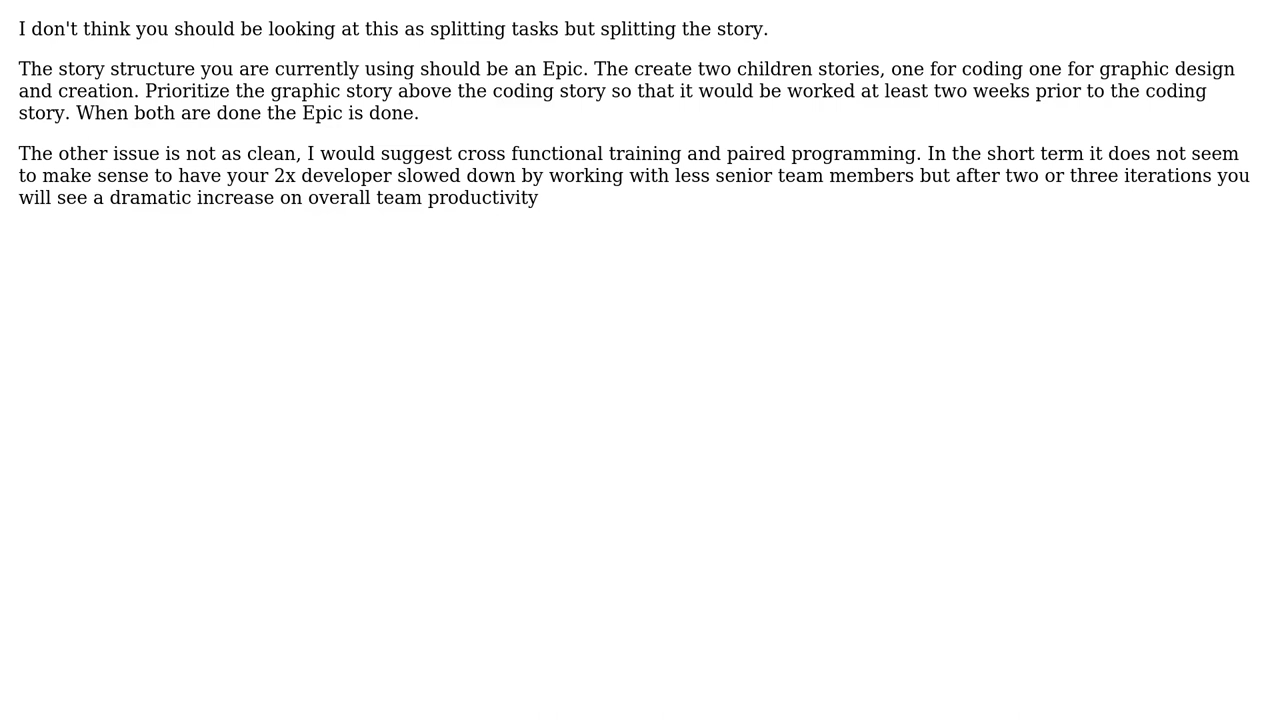 I don't think you should be looking at this as splitting tasks but splitting the story.
The story structure you are currently using should be an Epic. The create two children stories, one for coding one for graphic design
and creation. Prioritize the graphic story above the coding story so that it would be worked at least two weeks prior to the coding
story. When both are done the Epic is done.
The other issue is not as clean, I would suggest cross functional training and paired programming. In the short term it does not seem
to make sense to have your 2x developer slowed down by working with less senior team members but after two or three iterations you
will see a dramatic increase on overall team productivity